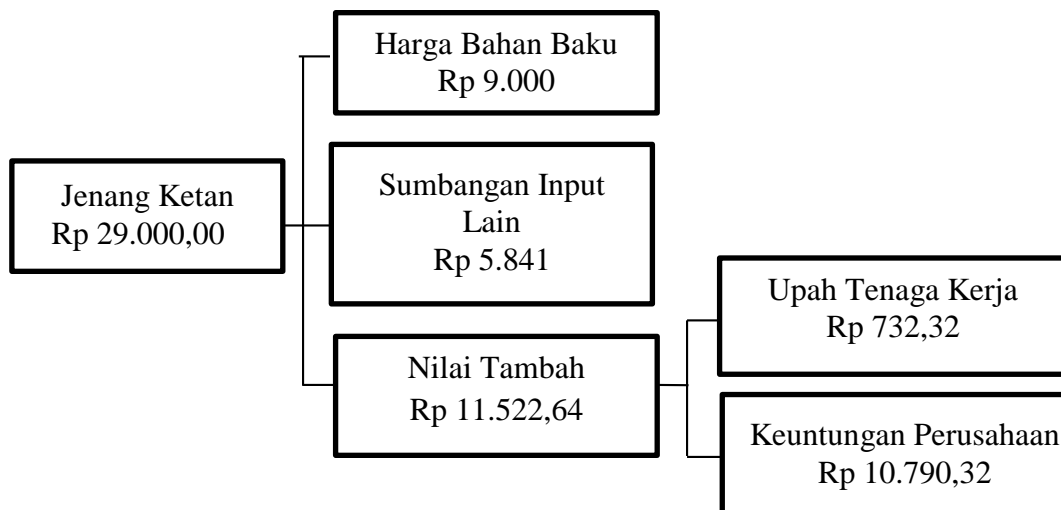 Harga Bahan Baku
Rp 9.000
Jenang Ketan
Rp 29.000,00
Sumbangan Input
Lain
Rp 5.841
Nilai Tambah
Rp 11.522,64
Upah Tenaga Kerja
Rp 732,32
Keuntungan Perusahaan
Rp 10.790,32